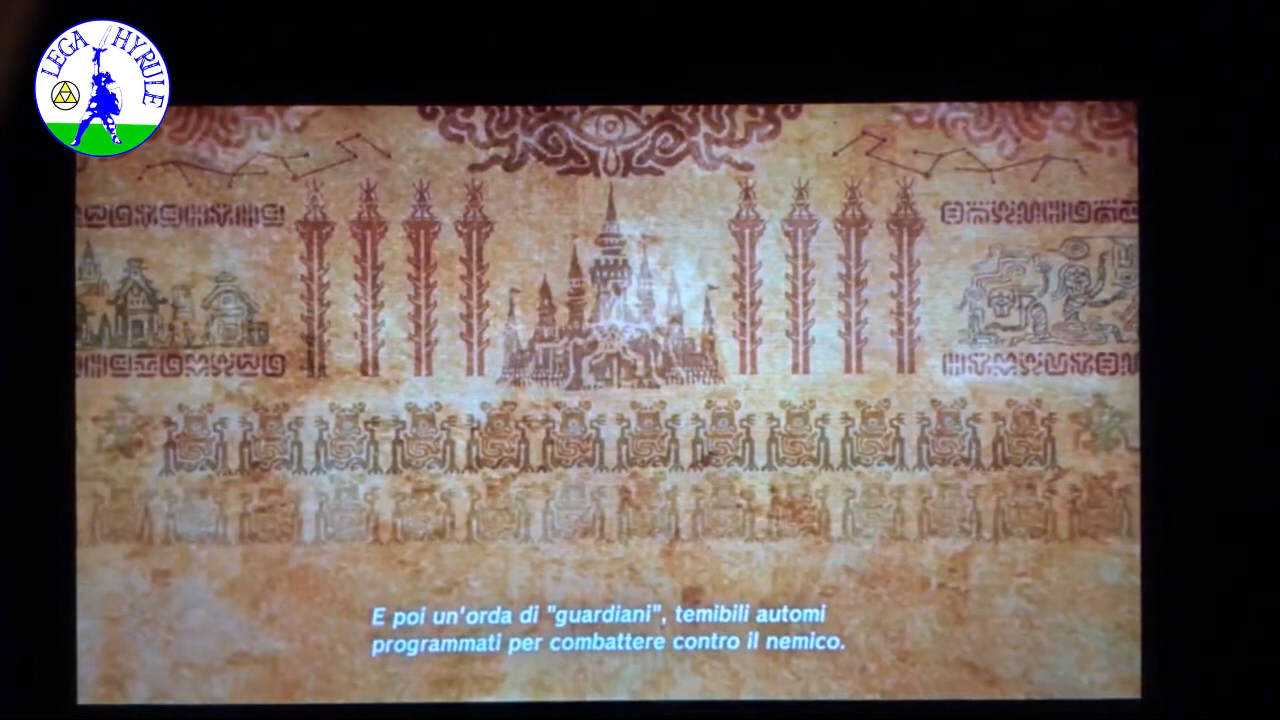 LEGA HYRULE
E poi un'orda di "guardiani", temibili automi
programmati per combattere contro il nemico.